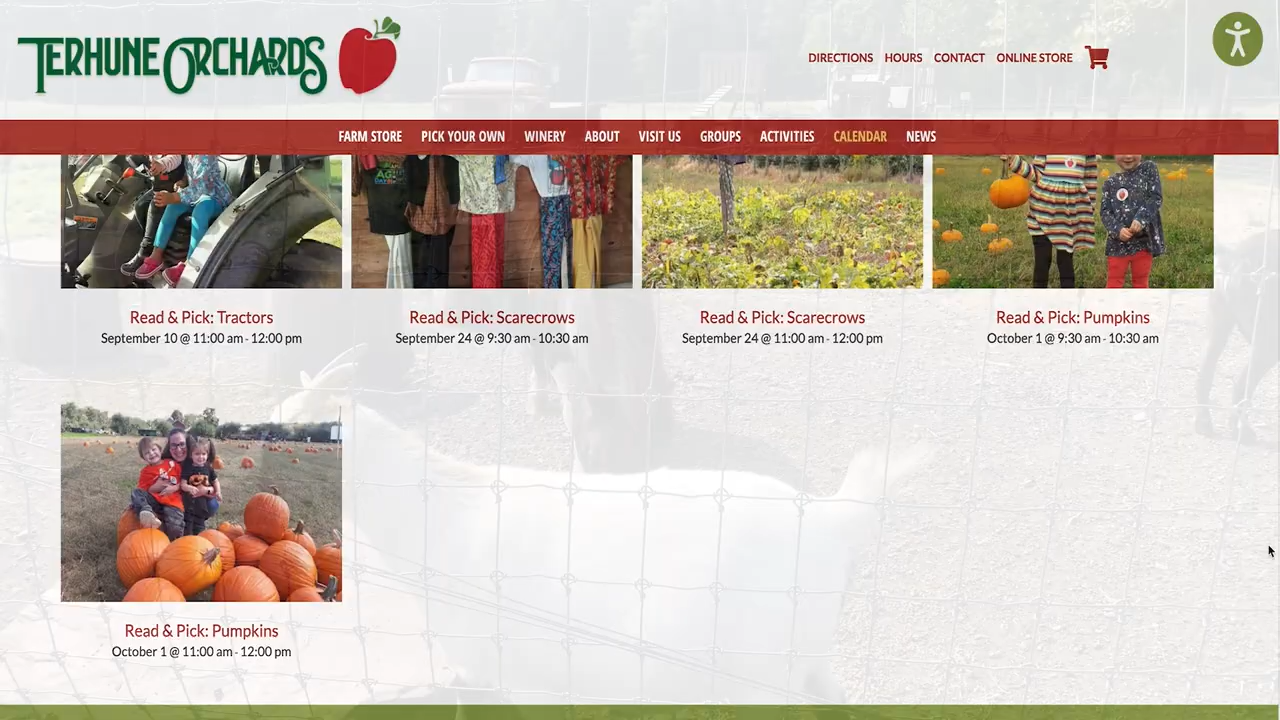 TERHUNE ORCHARDS
DIRECTIONS HOURS CONTACT ONLINE STORE
FARM STORE PICK YOUR OWN WINERY ABOUT VISIT US GROUPS ACTIVITIES CALENDAR NEWS
Read & Pick: Tractors
September 10 @ 11:00 am - 12:00 pm
Read & Pick: Scarecrows
September 24 @ 9:30 am - 10:30 am
Read & Pick: Scarecrows
September 24 @ 11:00 am - 12:00 pm
Read & Pick: Pumpkins
October 1 @ 9:30 am - 10:30 am
Read & Pick: Pumpkins
October 1 @ 11:00 am - 12:00 pm